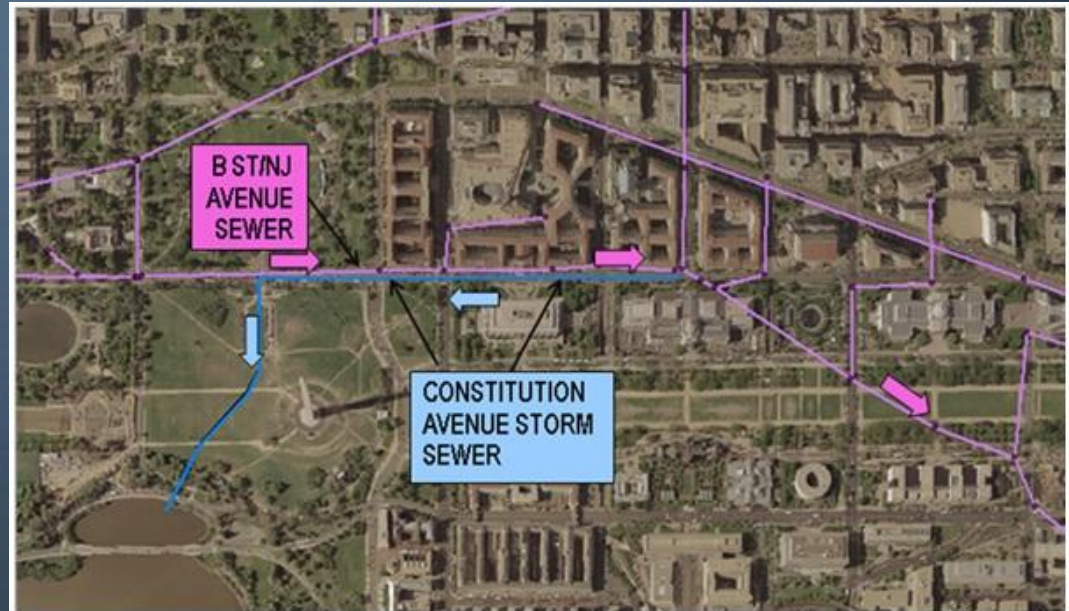 B ST/NJ
AVENUE
SEWER
CONSTITUTION
AVENUE STORM
SEWER